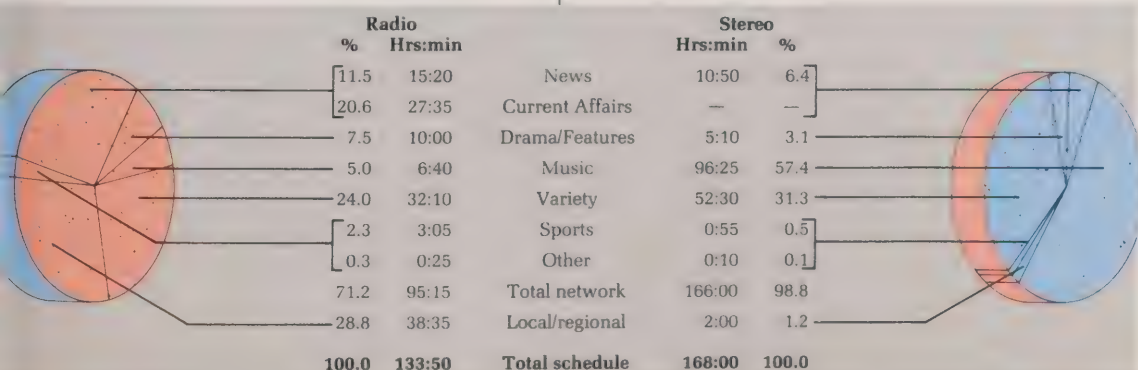 Radio Stereo
% Hrs:min Hrs:min %
11.5 15:20 News 10:50 6.4
20.6 27:35 Current Affairs — —
7.5 10:00 Drama/Features 5:10 3.1
5.0 6:40 Music 96:25 57.4
24.0 32:10 Variety 52:30 31.3
2.3 3:05 Sports 0:55 0.5
0.3 0:25 Other 0:10 0.1
71.2 95:15 Total network 166:00 98.8
28.8 38:35 Local/regional 2:00 1.2
100.0 133:50 Total schedule 168:00 100.0